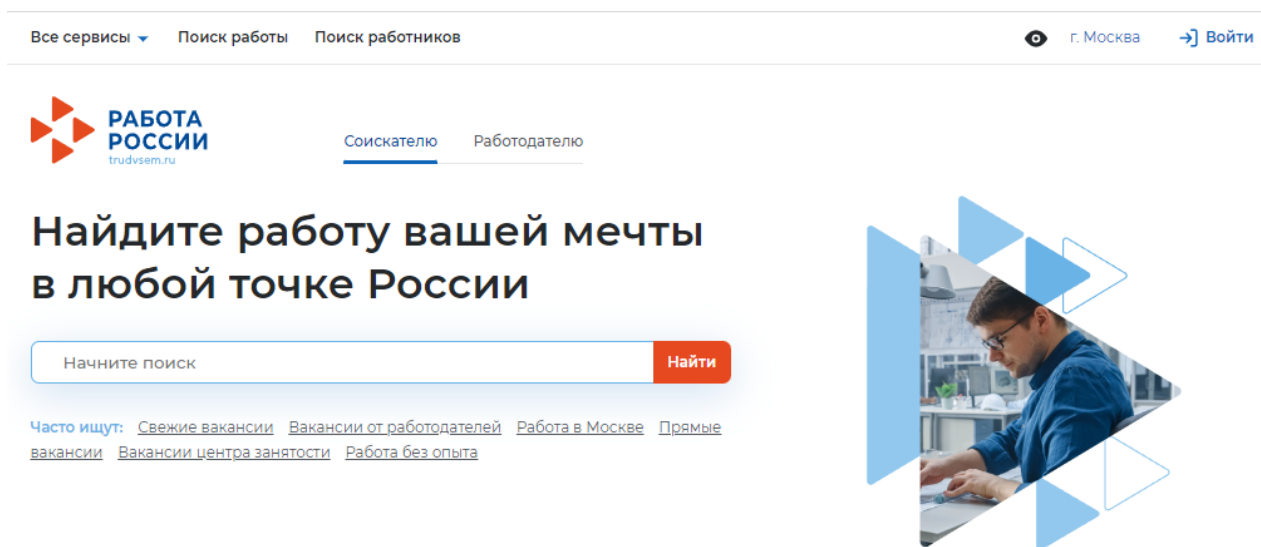 Все сервисы Поиск работы Поиск работников г. Москва Войти
РАБОТА
РОССИИ
trudvsem.ru
Соискателю Работодателю
Найдите работу вашей мечты
в любой точке России
Начните поиск Найти
Часто ищут: Свежие вакансии Вакансии от работодателей Работа в Москве Прямые
вакансии Вакансии центра занятости Работа без опыта